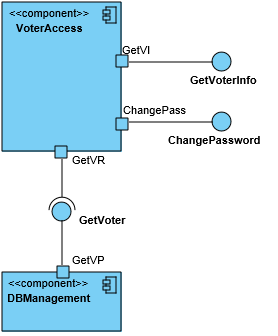 <<component>>
VoterAccess
GetVI
GetVoterInfo
ChangePass
ChangePassword
GetVR
GetVoter
GetVP
<<component>>
DBManagement